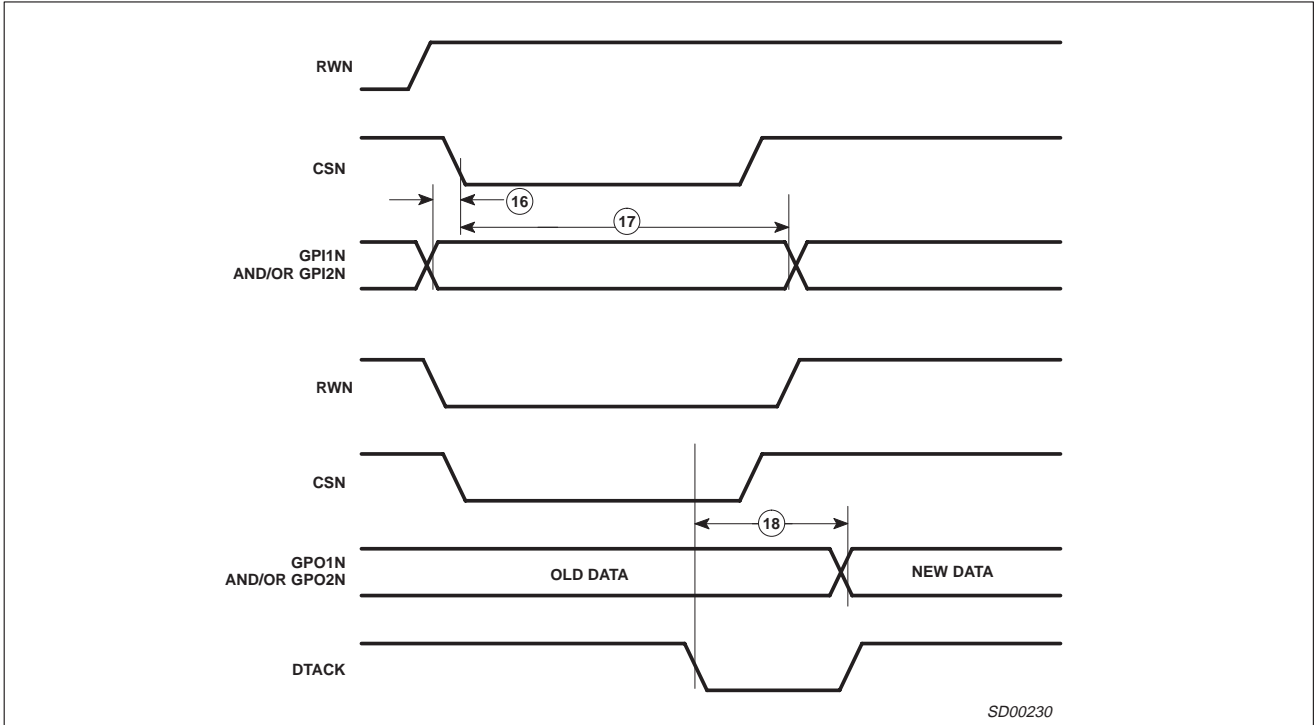 RWN
CSN
16
17
GPI1N
AND/OR GPI2N
RWN
CSN
18
GPO1N
AND/OR GPO2N
OLD DATA
NEW DATA
DTACK
SD00230